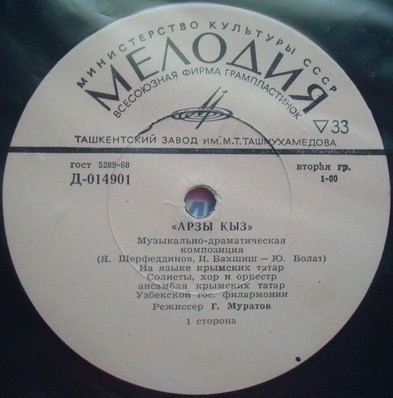 МИНИСТЕРСТВО КУЛЬТУРЫ СССР
МЕЛОДИЯ
ВСЕСОЮЗНАЯ ФИРМА ГРАМПЛАСТИНОК
▽33
ТАШКЕНТСКИЙ ЗАВОД ИМ. М.Т. ТАШМУХАМЕДОВА
гост 5289-68
вторая гр.
Д-014901
1-00
«АРЗЫ КЫЗ»
Музыкально-драматическая
композиция
(Я. Шерфеддинов, И. Бахшиш — Ю. Болат)
На языке крымских татар
Солисты, хор и оркестр
ансамбля крымских татар
Узбекской гос. филармонии
Режиссер Г. Муратов
1 сторона